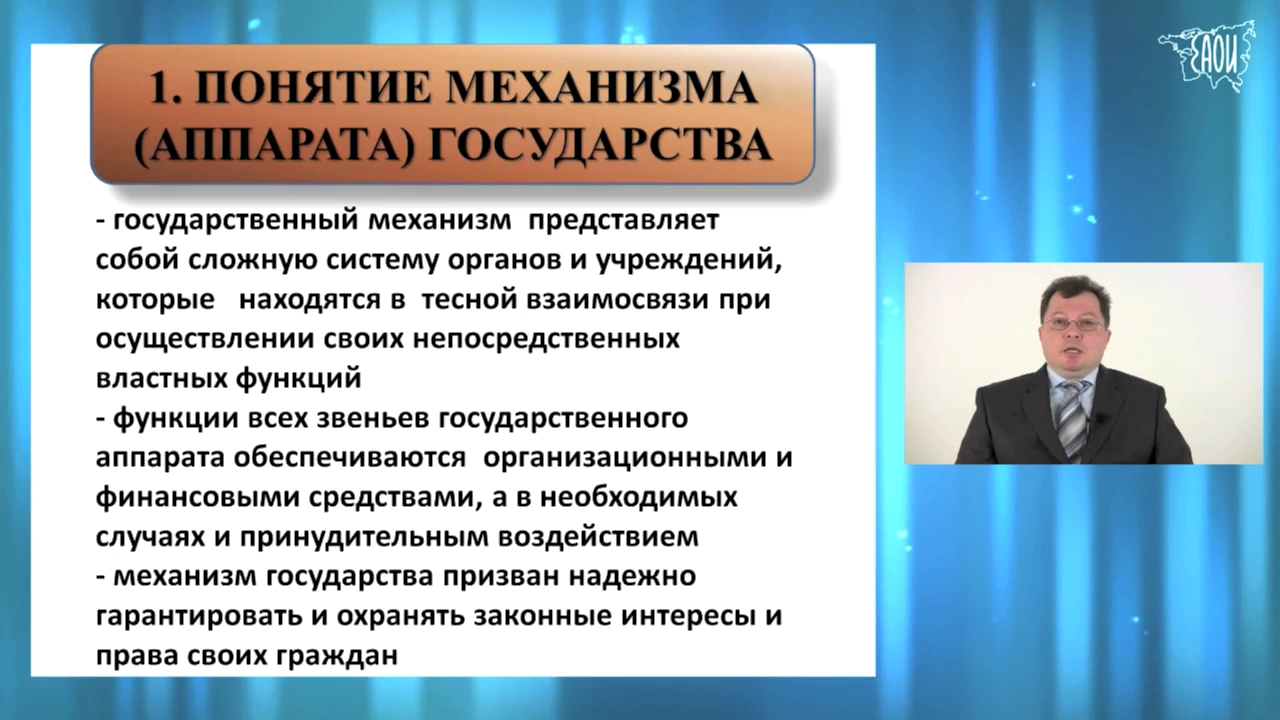 1. ПОНЯТИЕ МЕХАНИЗМА
(АППАРАТА) ГОСУДАРСТВА
- государственный механизм представляет
собой сложную систему органов и учреждений,
которые находятся в тесной взаимосвязи при
осуществлении своих непосредственных
властных функций
- функции всех звеньев государственного
аппарата обеспечиваются организационными и
финансовыми средствами, а в необходимых
случаях и принудительным воздействием
- механизм государства призван надежно
гарантировать и охранять законные интересы и
права своих граждан
ЕАОИ